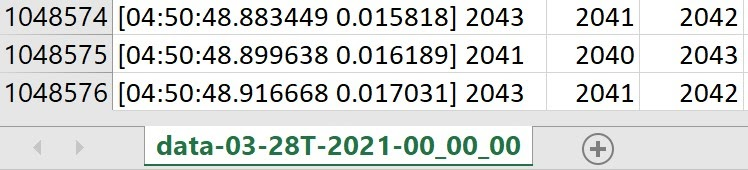 1048574 [04:50:48.883449 0.015818] 2043 2041 2042
1048575 [04:50:48.899638 0.016189] 2041 2040 2043
1048576 [04:50:48.916668 0.017031] 2043 2041 2042
data-03-28T-2021-00_00_00